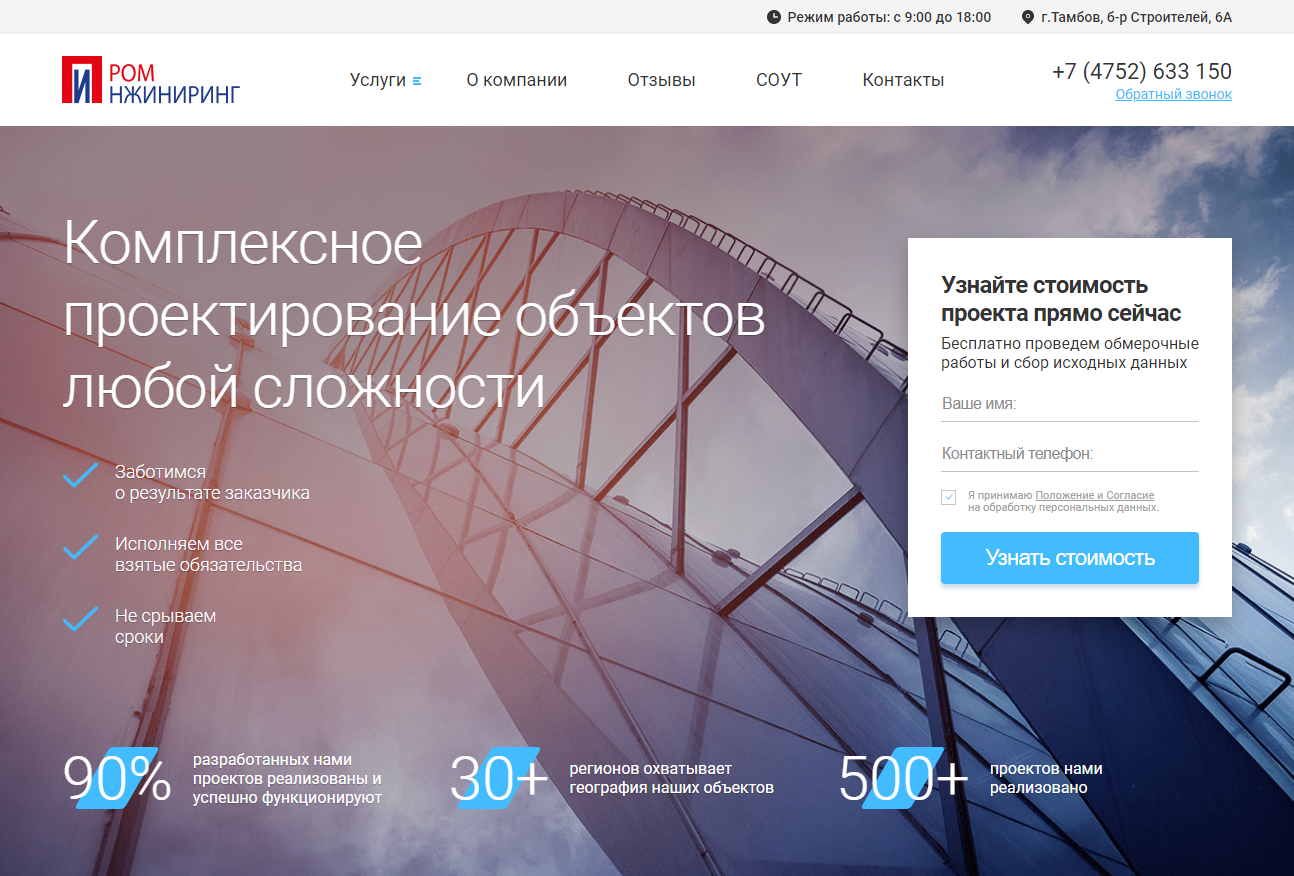 Режим работы: с 9:00 до 18:00
г.Тамбов, б-р Строителей, 6А
ПРОМ
ИНЖИНИРИНГ
Услуги
О компании
Отзывы
СОУТ
Контакты
+7 (4752) 633 150
Обратный звонок
Комплексное
проектирование объектов
любой сложности
Заботимся
о результате заказчика
Исполняем все
взятые обязательства
Не срываем
сроки
Узнайте стоимость
проекта прямо сейчас
Бесплатно проведем обмерочные
работы и сбор исходных данных
Ваше имя:
Контактный телефон:
Я принимаю Положение и Согласие
на обработку персональных данных.
Узнать стоимость
90%
разработанных нами
проектов реализованы и
успешно функционируют
30+
регионов охватывает
география наших объектов
500+
проектов нами
реализовано